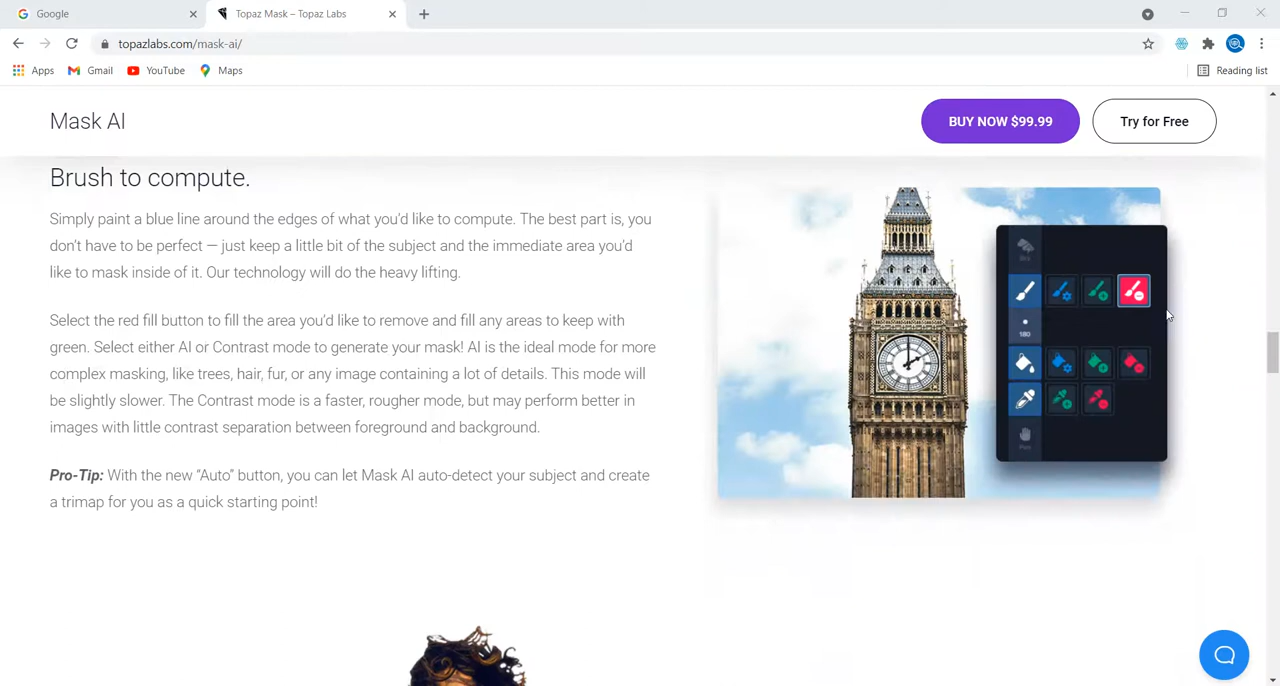 Google
Topaz Mask – Topaz Labs
topazlabs.com/mask-ai/
Apps
Gmail
YouTube
Maps
Reading list
Mask AI
BUY NOW $99.99
Try for Free
Brush to compute.
Simply paint a blue line around the edges of what you'd like to compute. The best part is, you
don't have to be perfect — just keep a little bit of the subject and the immediate area you'd
like to mask inside of it. Our technology will do the heavy lifting.
Select the red fill button to fill the area you'd like to remove and fill any areas to keep with
green. Select either AI or Contrast mode to generate your mask! AI is the ideal mode for more
complex masking, like trees, hair, fur, or any image containing a lot of details. This mode will
be slightly slower. The Contrast mode is a faster, rougher mode, but may perform better in
images with little contrast separation between foreground and background.
Pro-Tip: With the new “Auto” button, you can let Mask AI auto-detect your subject and create
a trimap for you as a quick starting point!
180
Pan